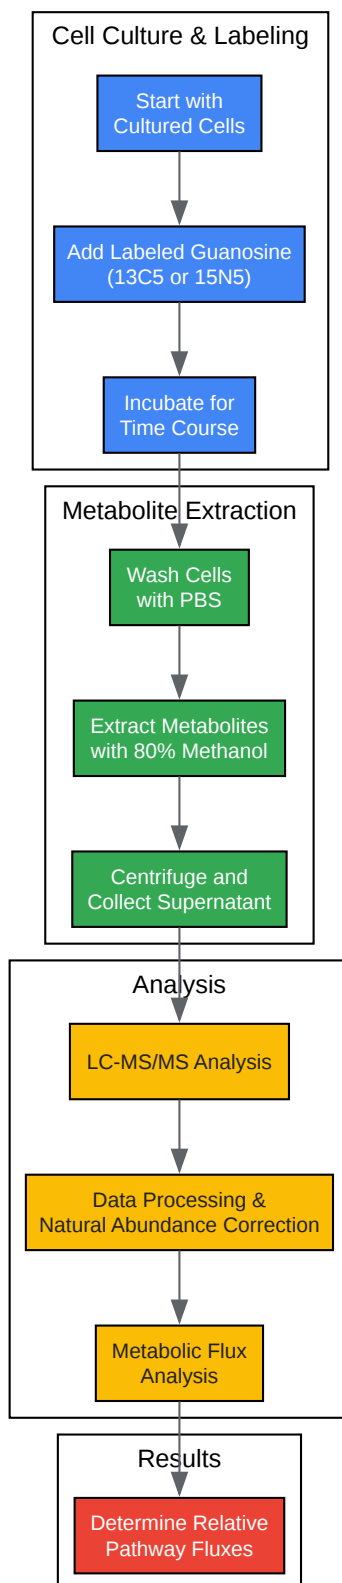 Cell Culture & Labeling
Start with
Cultured Cells
Add Labeled Guanosine
(13C5 or 15N5)
Incubate for
Time Course
Metabolite Extraction
Wash Cells
with PBS
Extract Metabolites
with 80% Methanol
Centrifuge and
Collect Supernatant
Analysis
LC-MS/MS Analysis
Data Processing &
Natural Abundance Correction
Metabolic Flux
Analysis
Results
Determine Relative
Pathway Fluxes